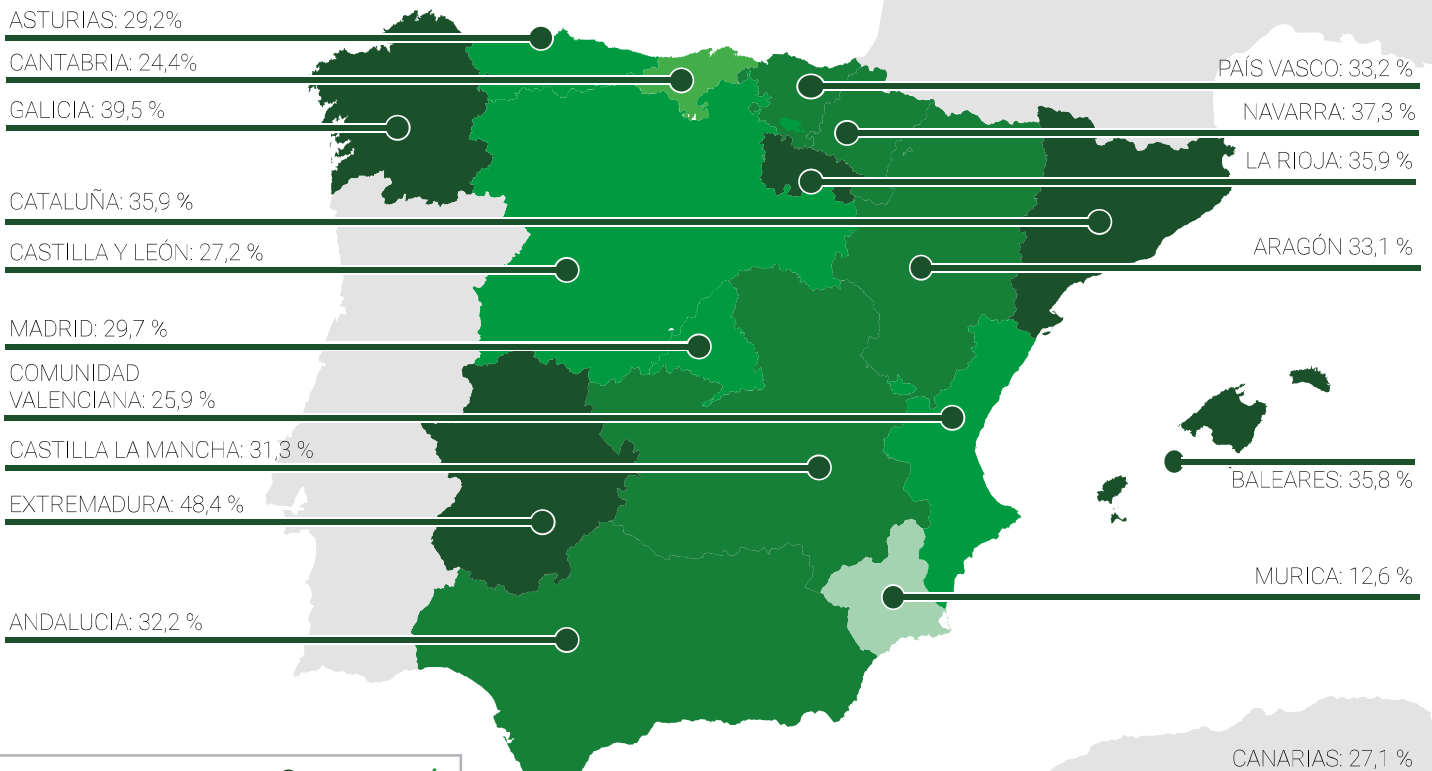 ASTURIAS: 29,2%
CANTABRIA: 24,4%
GALICIA: 39,5 %
CATALUÑA: 35,9 %
CASTILLA Y LEÓN: 27,2 %
MADRID: 29,7 %
COMUNIDAD
VALENCIANA: 25,9 %
CASTILLA LA MANCHA: 31,3 %
EXTREMADURA: 48,4 %
ANDALUCIA: 32,2 %
PAÍS VASCO: 33,2 %
NAVARRA: 37,3 %
LA RIOJA: 35,9 %
ARAGÓN 33,1 %
BALEARES: 35,8 %
MURICA: 12,6 %
CANARIAS: 27,1 %